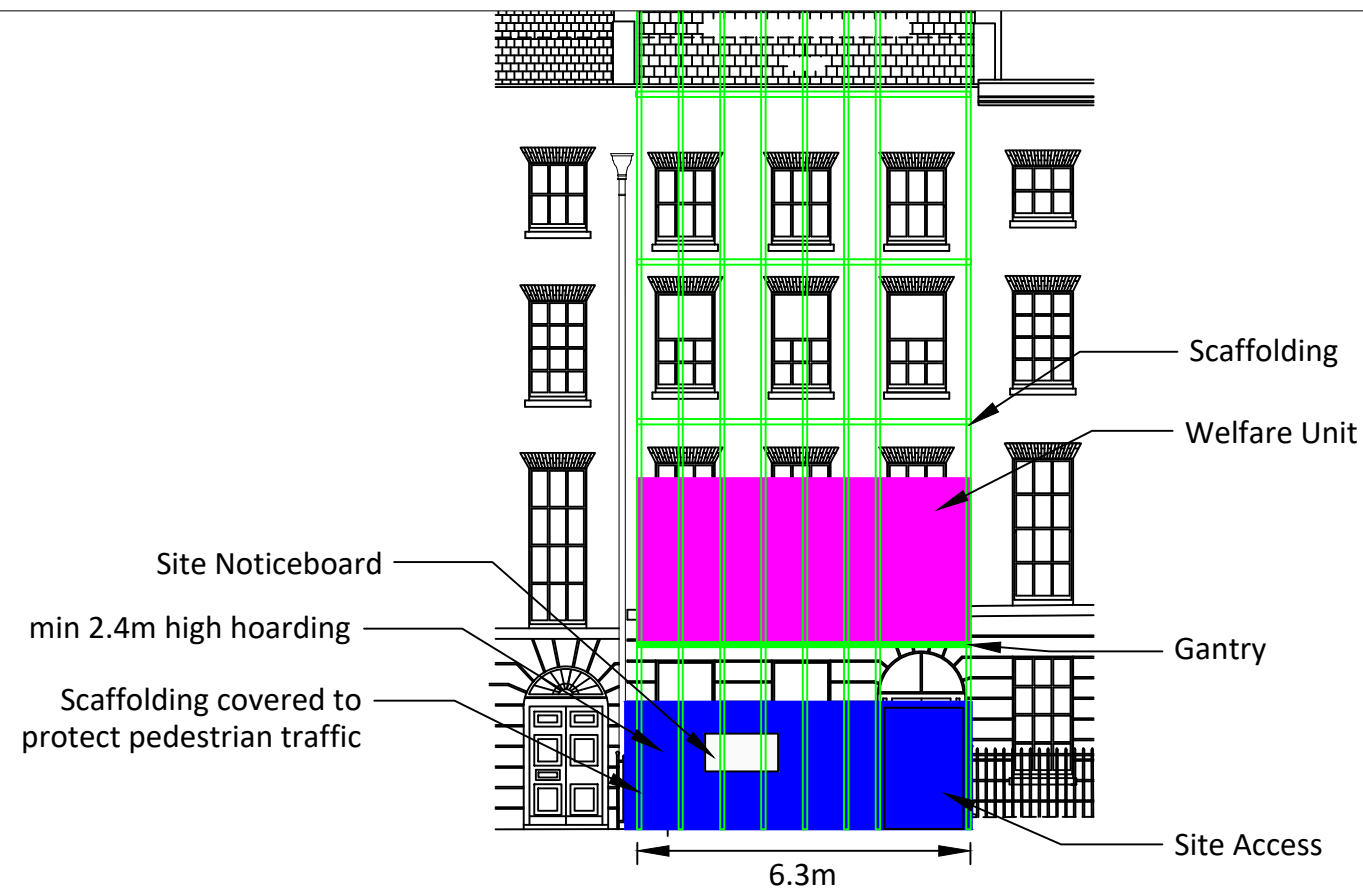 Scaffolding
Welfare Unit
Site Noticeboard
min 2.4m high hoarding
Gantry
Scaffolding covered to
protect pedestrian traffic
Site Access
6.3m